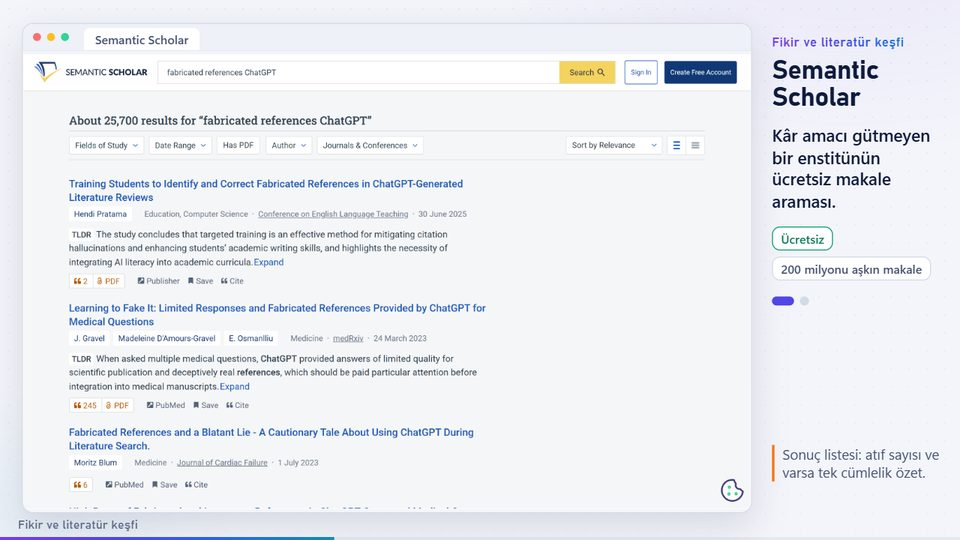 Semantic Scholar
SEMANTIC SCHOLAR
fabricated references ChatGPT
Search
Sign In
Create Free Account
About 25,700 results for “fabricated references ChatGPT”
Fields of Study
Date Range
Has PDF
Author
Journals & Conferences
Sort by Relevance
Training Students to Identify and Correct Fabricated References in ChatGPT-Generated
Literature Reviews
Hendi Pratama Education, Computer Science · Conference on English Language Teaching · 30 June 2025
TLDR The study concludes that targeted training is an effective method for mitigating citation
hallucinations and enhancing students’ academic writing skills, and highlights the necessity of
integrating AI literacy into academic curricula. Expand
2 PDF Publisher Save Cite
Learning to Fake It: Limited Responses and Fabricated References Provided by ChatGPT for
Medical Questions
J. Gravel Madeleine D'Amours-Gravel E. Osmanlliu Medicine · medRxiv · 24 March 2023
TLDR When asked multiple medical questions, ChatGPT provided answers of limited quality for
scientific publication and deceptively real references, which should be paid particular attention before
integration into medical manuscripts. Expand
245 PDF PubMed Save Cite
Fabricated References and a Blatant Lie - A Cautionary Tale About Using ChatGPT During
Literature Search.
Moritz Blum Medicine · Journal of Cardiac Failure · 1 July 2023
6 PubMed Save Cite
Fikir ve literatür keşfi
Semantic
Scholar
Kâr amacı gütmeyen
bir enstitünün
ücretsiz makale
araması.
Ücretsiz
200 milyonu aşkın makale
Sonuç listesi: atıf sayısı ve
varsa tek cümlelik özet.
Fikir ve literatür keşfi